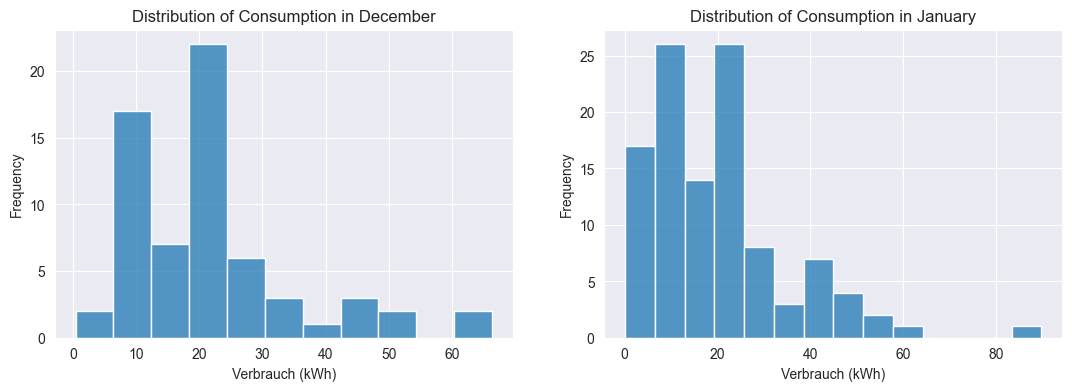 Distribution of Consumption in December
Frequency
20
15
10
5
0
0 10 20 30 40 50 60
Verbrauch (kWh)
Distribution of Consumption in January
Frequency
25
20
15
10
5
0
0 20 40 60 80
Verbrauch (kWh)